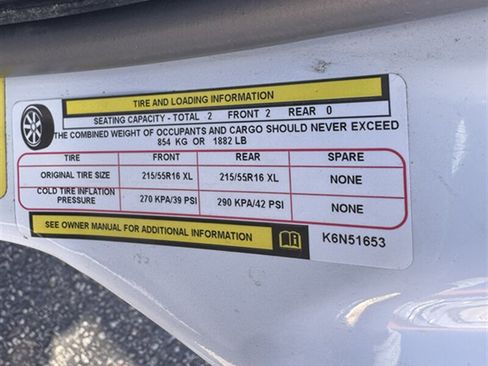 TIRE AND LOADING INFORMATION
SEATING CAPACITY - TOTAL 2 FRONT 2 REAR 0
THE COMBINED WEIGHT OF OCCUPANTS AND CARGO SHOULD NEVER EXCEED
854 KG OR 1882 LB
TIRE FRONT REAR SPARE
ORIGINAL TIRE SIZE 215/55R16 XL 215/55R16 XL NONE
COLD TIRE INFLATION PRESSURE 270 KPA/39 PSI 290 KPA/42 PSI NONE
SEE OWNER MANUAL FOR ADDITIONAL INFORMATION K6N51653